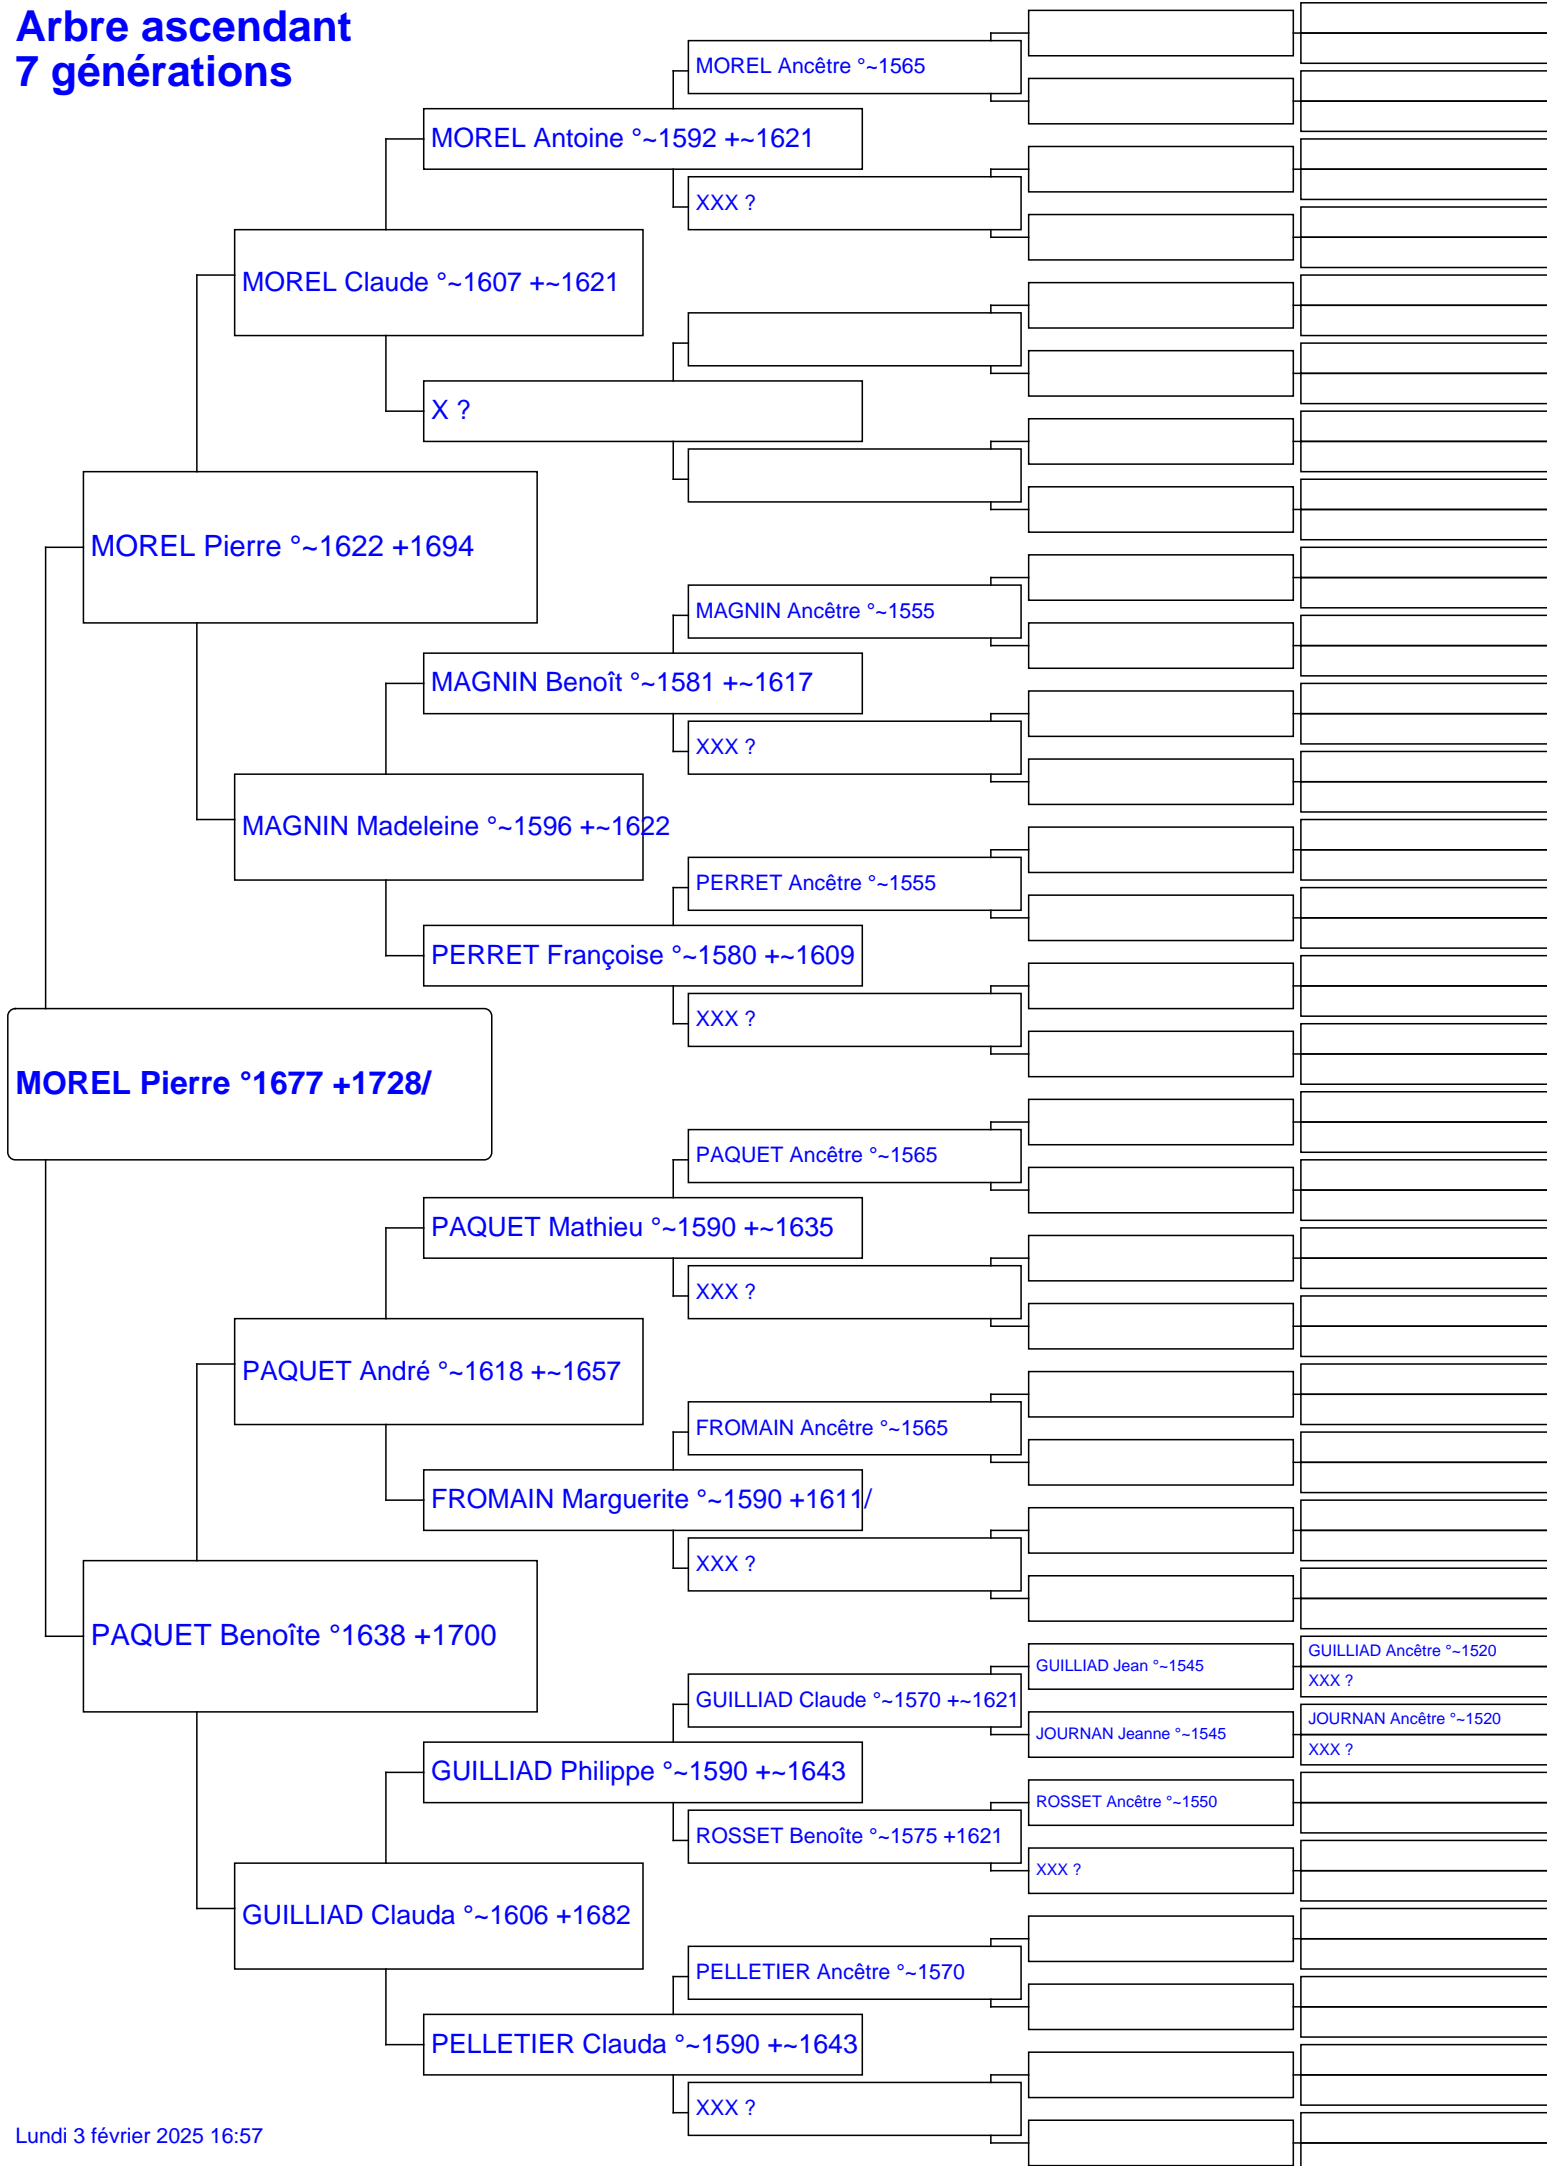 Arbre ascendant
7 générations
MOREL Ancêtre °~1565
MOREL Antoine °~1592 +~1621
XXX ?
MOREL Claude °~1607 +~1621
X ?
MOREL Pierre °~1622 +1694
MAGNIN Ancêtre °~1555
MAGNIN Benoît °~1581 +~1617
XXX ?
MAGNIN Madeleine °~1596 +~1622
PERRET Ancêtre °~1555
PERRET Françoise °~1580 +~1609
XXX ?
MOREL Pierre °1677 +1728/
PAQUET Ancêtre °~1565
PAQUET Mathieu °~1590 +~1635
XXX ?
PAQUET André °~1618 +~1657
FROMAIN Ancêtre °~1565
FROMAIN Marguerite °~1590 +1611/
XXX ?
PAQUET Benoîte °1638 +1700
GUILLIAD Ancêtre °~1520
GUILLIAD Jean °~1545
XXX ?
GUILLIAD Claude °~1570 +~1621
JOURNAN Ancêtre °~1520
JOURNAN Jeanne °~1545
XXX ?
GUILLIAD Philippe °~1590 +~1643
ROSSET Ancêtre °~1550
ROSSET Benoîte °~1575 +1621
XXX ?
GUILLIAD Clauda °~1606 +1682
PELLETIER Ancêtre °~1570
PELLETIER Clauda °~1590 +~1643
XXX ?
Lundi 3 février 2025 16:57